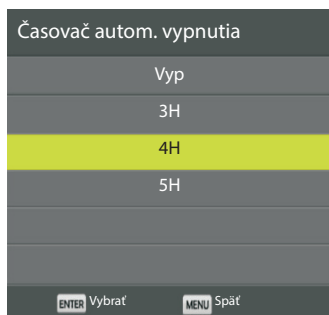 Časovač autom. vypnutia
Vyp
3H
4H
5H
ENTER Vybrať MENU Späť